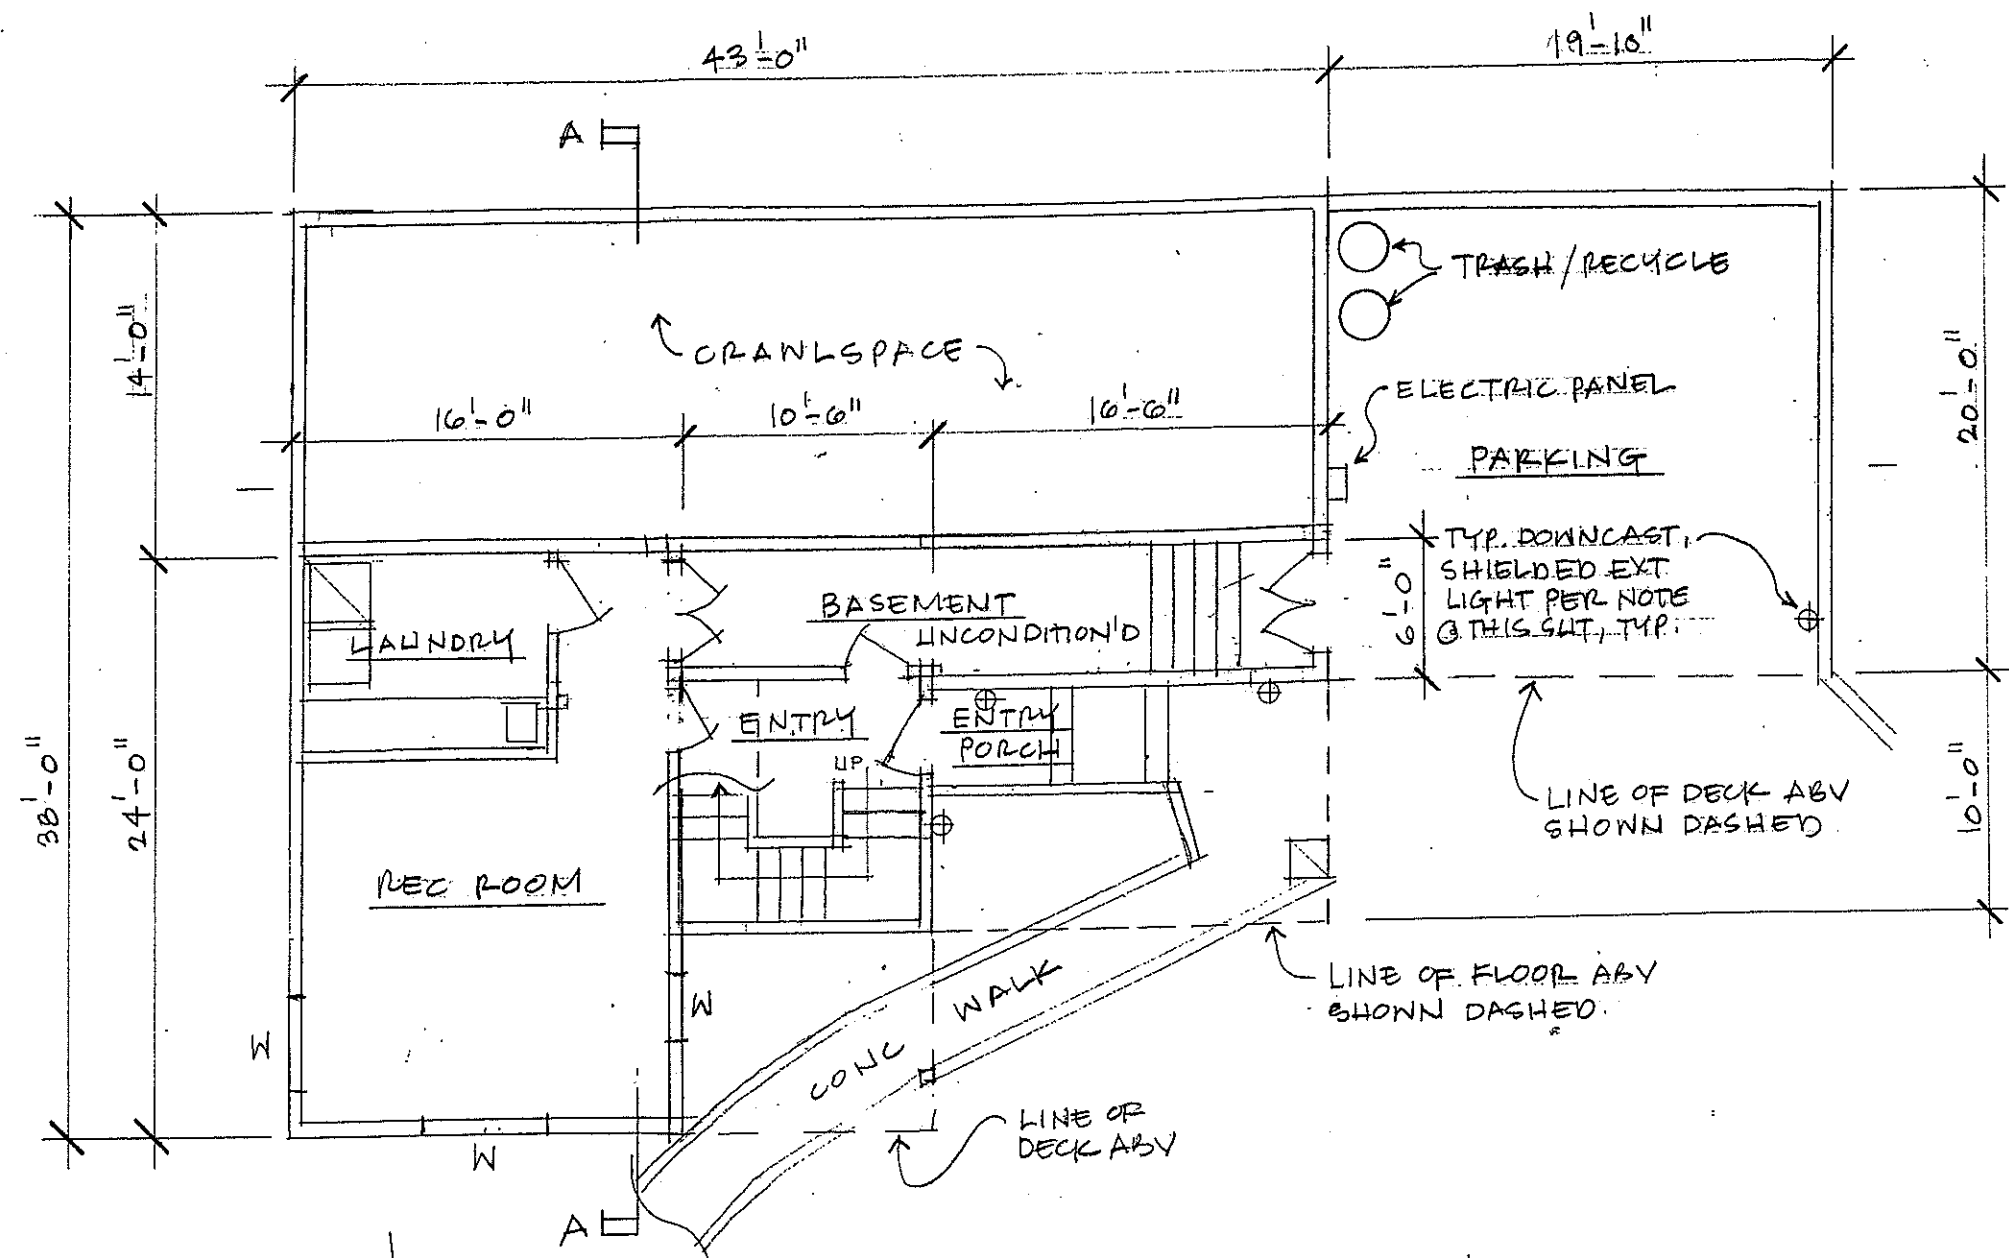 43'-0"
19'-10"
A
TRASH/RECYCLE
14'-0"
CRAWLSPACE
20'-0"
ELECTRIC PANEL
16'-0"
10'-6"
16'-6"
PARKING
TYP. DOWNCAST,
SHIELDED EXT
LIGHT PER NOTE
@ THIS SHT, TYP.
6'-0"
BASEMENT
UNCONDITION'D
LAUNDRY
ENTRY
ENTRY
PORCH
UP
38'-0"
24'-0"
10'-0"
LINE OF DECK ABV
SHOWN DASHED
REC ROOM
LINE OF FLOOR ABV
SHOWN DASHED.
W
WALK
CONC
W
LINE OF
DECK ABV
W
A